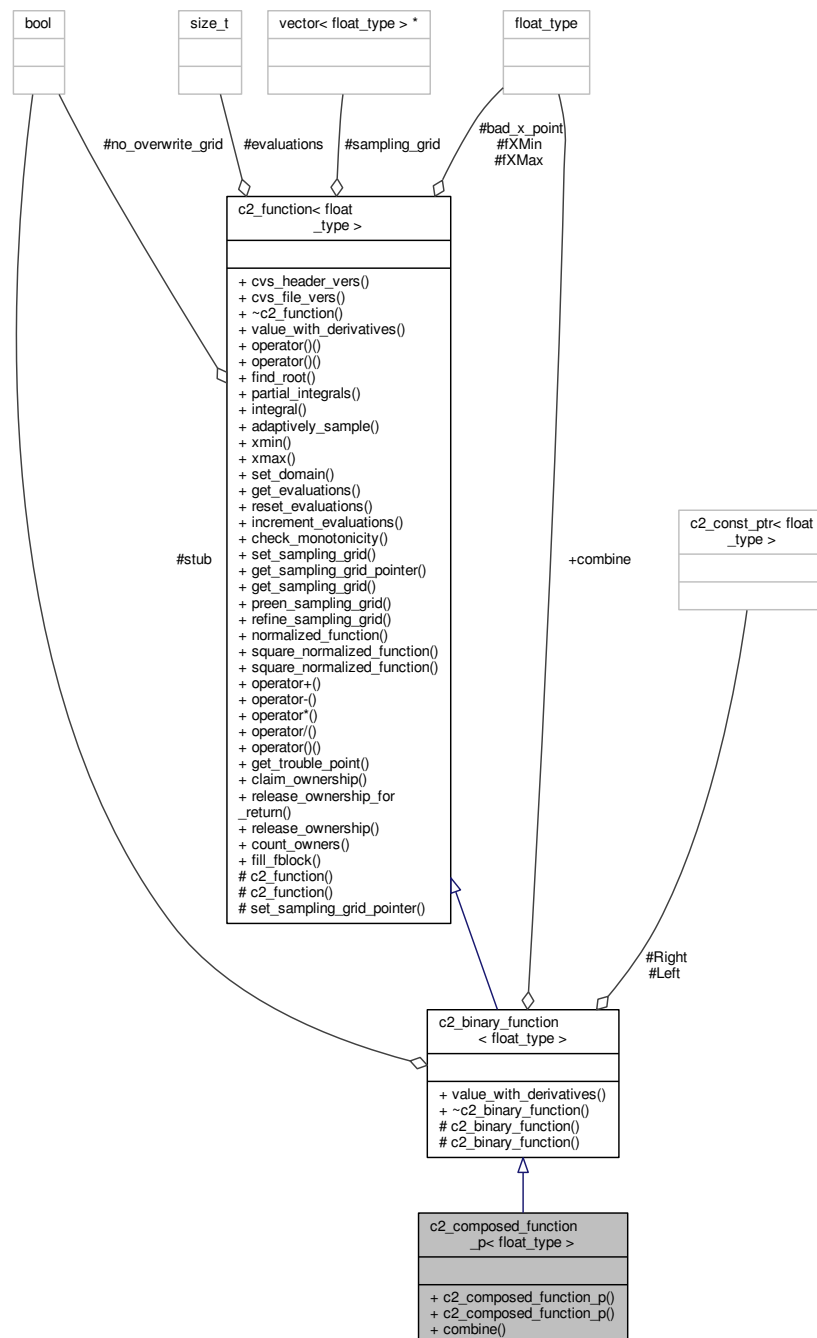 bool
size_t
vector< float_type > *
float_type
#no_overwrite_grid
#evaluations
#sampling_grid
#bad_x_point
#fXMin
#fXMax
c2_function< float
_type >
+ cvs_header_vers()
+ cvs_file_vers()
+ ~c2_function()
+ value_with_derivatives()
+ operator()()
+ operator()()
+ find_root()
+ partial_integrals()
+ integral()
+ adaptively_sample()
+ xmin()
+ xmax()
+ set_domain()
+ get_evaluations()
+ reset_evaluations()
+ increment_evaluations()
+ check_monotonicity()
+ set_sampling_grid()
+ get_sampling_grid_pointer()
+ get_sampling_grid()
+ preen_sampling_grid()
+ refine_sampling_grid()
+ normalized_function()
+ square_normalized_function()
+ square_normalized_function()
+ operator+()
+ operator-()
+ operator*()
+ operator/()
+ operator()()
+ get_trouble_point()
+ claim_ownership()
+ release_ownership_for
_return()
+ release_ownership()
+ count_owners()
+ fill_fblock()
# c2_function()
# c2_function()
# set_sampling_grid_pointer()
#stub
+combine
c2_const_ptr< float
_type >
#Right
#Left
c2_binary_function
< float_type >
+ value_with_derivatives()
+ ~c2_binary_function()
# c2_binary_function()
# c2_binary_function()
c2_composed_function
_p< float_type >
+ c2_composed_function_p()
+ c2_composed_function_p()
+ combine()